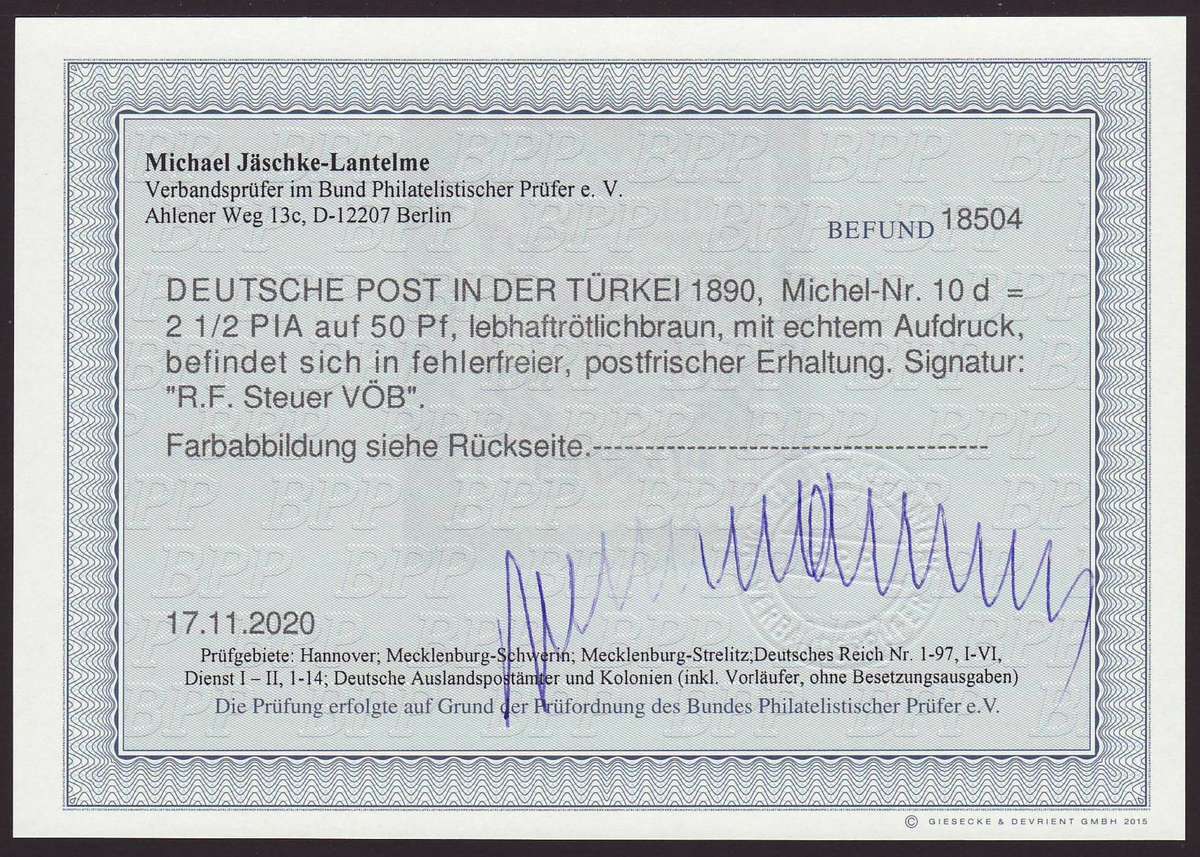 Michael Jäschke-Lantelme
Verbandsprüfer im Bund Philatelistischer Prüfer e. V.
Ahlener Weg 13c, D-12207 Berlin
BEFUND 18504
DEUTSCHE POST IN DER TÜRKEI 1890, Michel-Nr. 10 d =
2 1/2 PIA auf 50 Pf, lebhaftrötlichbraun, mit echtem Aufdruck,
befindet sich in fehlerfreier, postfrischer Erhaltung. Signatur:
"R.F. Steuer VÖB".
Farbabbildung siehe Rückseite.-----------------------------
17.11.2020
Prüfgebiete: Hannover; Mecklenburg-Schwerin; Mecklenburg-Strelitz;Deutsches Reich Nr. 1-97, I-VI,
Dienst I – II, 1-14; Deutsche Auslandspostämter und Kolonien (inkl. Vorläufer, ohne Besetzungsausgaben)
Die Prüfung erfolgte auf Grund der Prüfordnung des Bundes Philatelistischer Prüfer e.V.
© GIESECKE & DEVRIENT GMBH 2015